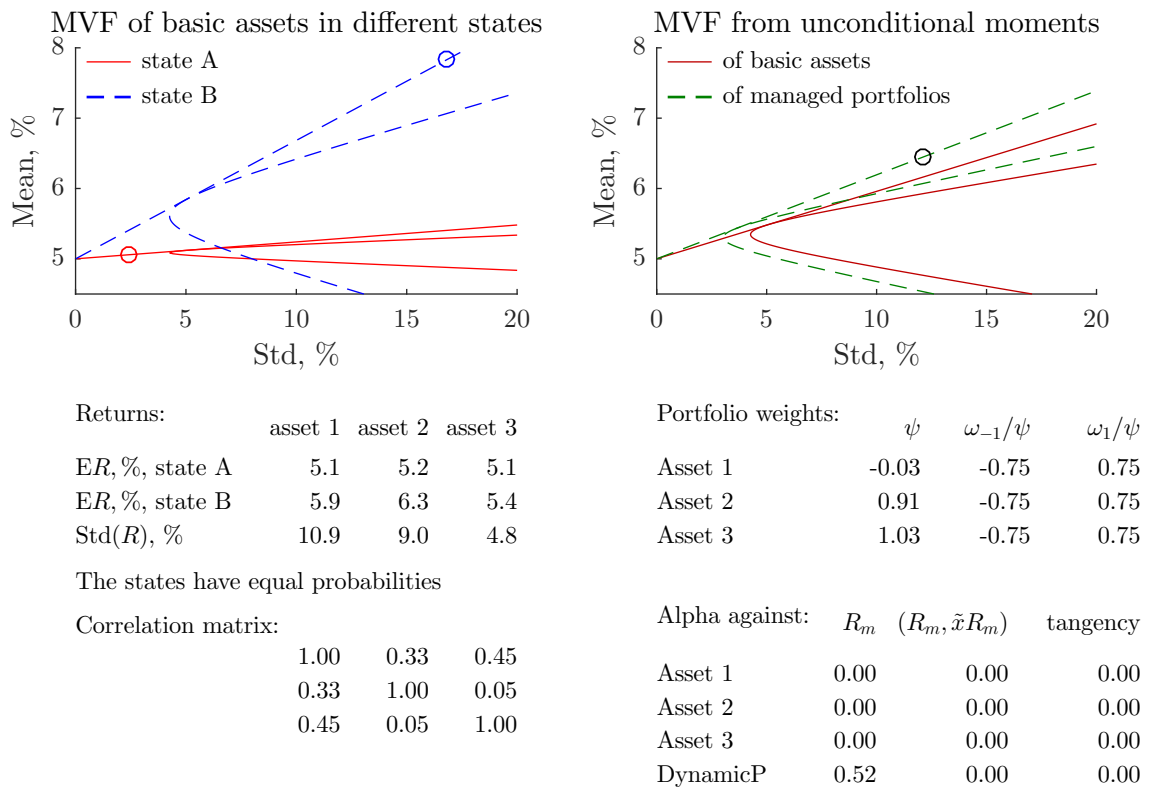 MVF of basic assets in different states
state A
state B
8
7
6
5
Mean, %
0 5 10 15 20
Std, %
MVF from unconditional moments
of basic assets
of managed portfolios
8
7
6
5
Mean, %
0 5 10 15 20
Std, %
Returns:
asset 1 asset 2 asset 3
ER, %, state A 5.1 5.2 5.1
ER, %, state B 5.9 6.3 5.4
Std(R), % 10.9 9.0 4.8
The states have equal probabilities
Correlation matrix:
1.00 0.33 0.45
0.33 1.00 0.05
0.45 0.05 1.00
Portfolio weights:
ψ ω₋₁/ψ ω₁/ψ
Asset 1 -0.03 -0.75 0.75
Asset 2 0.91 -0.75 0.75
Asset 3 1.03 -0.75 0.75
Alpha against: Rₘ (Rₘ, x̃Rₘ) tangency
Asset 1 0.00 0.00 0.00
Asset 2 0.00 0.00 0.00
Asset 3 0.00 0.00 0.00
DynamicP 0.52 0.00 0.00